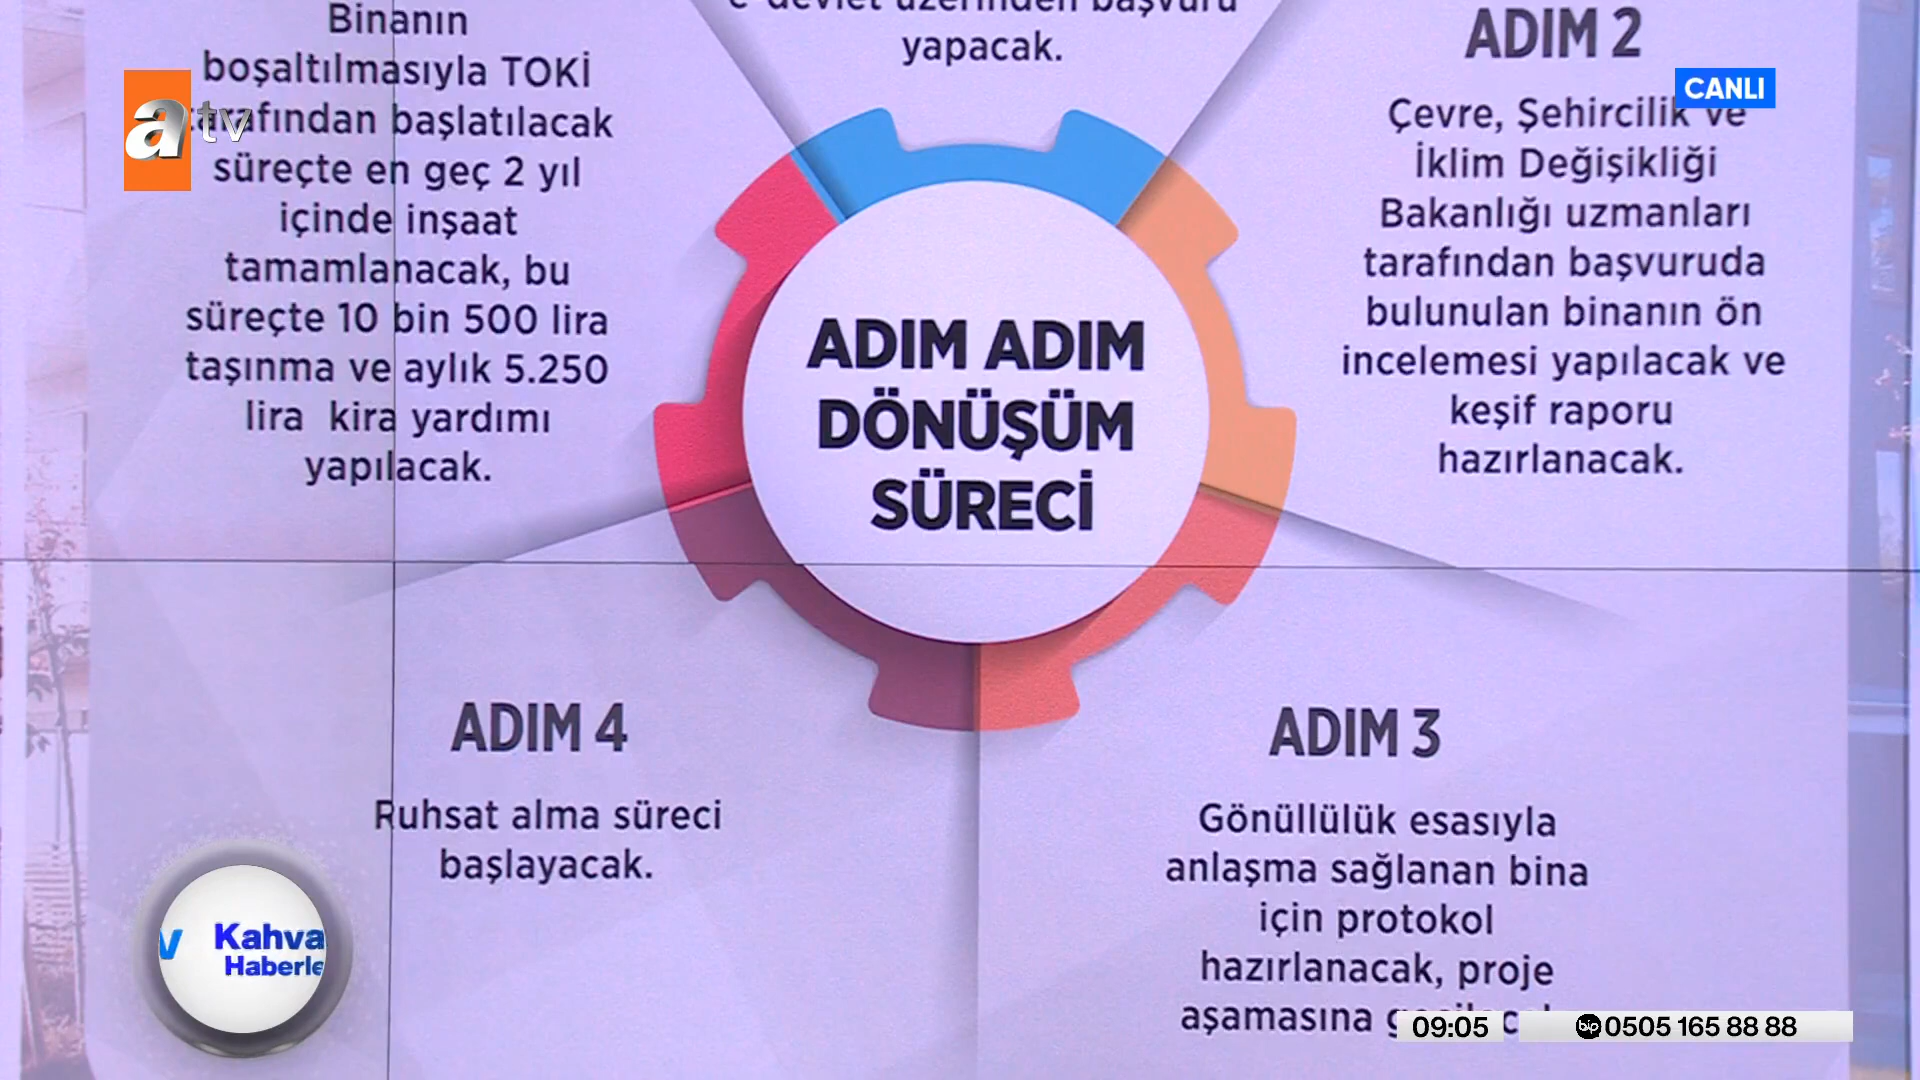 yapacak.
Binanın
boşaltılmasıyla TOKİ
tarafından başlatılacak
süreçte en geç 2 yıl
içinde inşaat
tamamlanacak, bu
süreçte 10 bin 500 lira
taşınma ve aylık 5.250
lira kira yardımı
yapılacak.
atv
CANLI
ADIM 2
Çevre, Şehircilik ve
İklim Değişikliği
Bakanlığı uzmanları
tarafından başvuruda
bulunulan binanın ön
incelemesi yapılacak ve
keşif raporu
hazırlanacak.
ADIM ADIM
DÖNÜŞÜM
SÜRECİ
ADIM 4
Ruhsat alma süreci
başlayacak.
ADIM 3
Gönüllülük esasıyla
anlaşma sağlanan bina
için protokol
hazırlanacak, proje
aşamasına
v Kahva
Haberle
09:05
bip 0505 165 88 88